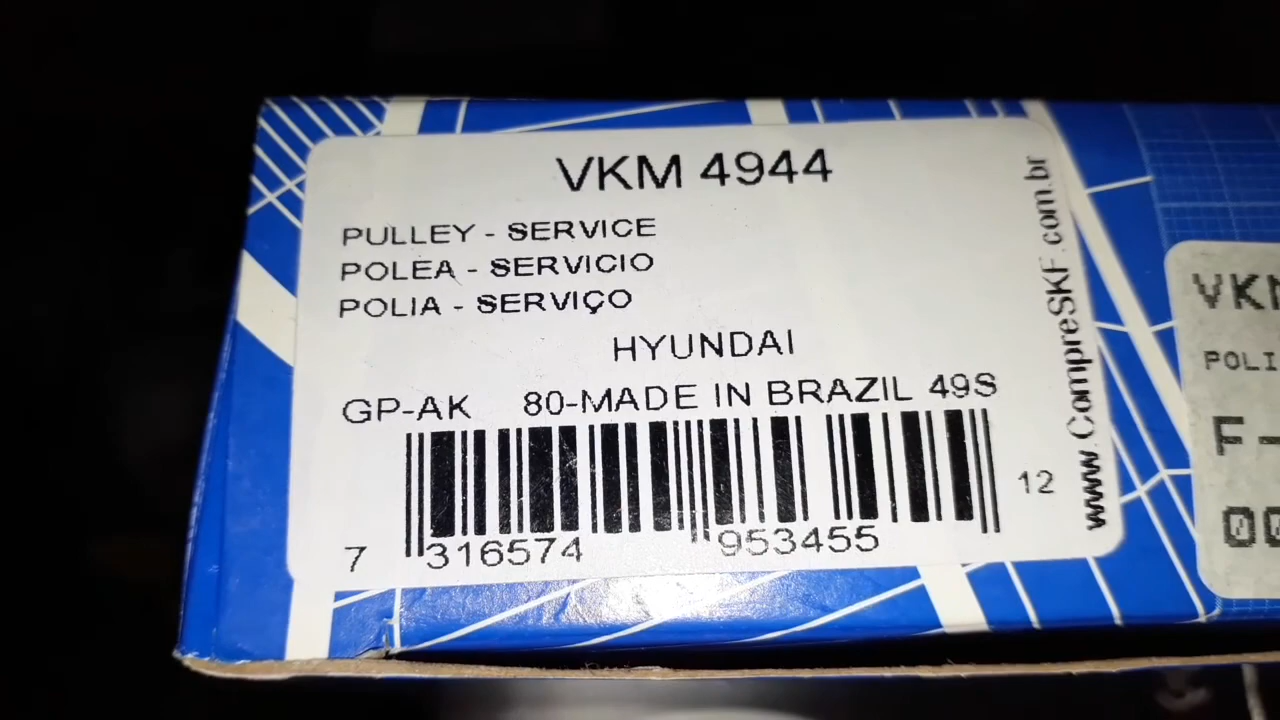 VKM 4944
PULLEY - SERVICE
POLEA - SERVICIO
POLIA - SERVIÇO
HYUNDAI
GP-AK 80-MADE IN BRAZIL 49S
7 316574 953455
12
www.CompreSKF.com.br